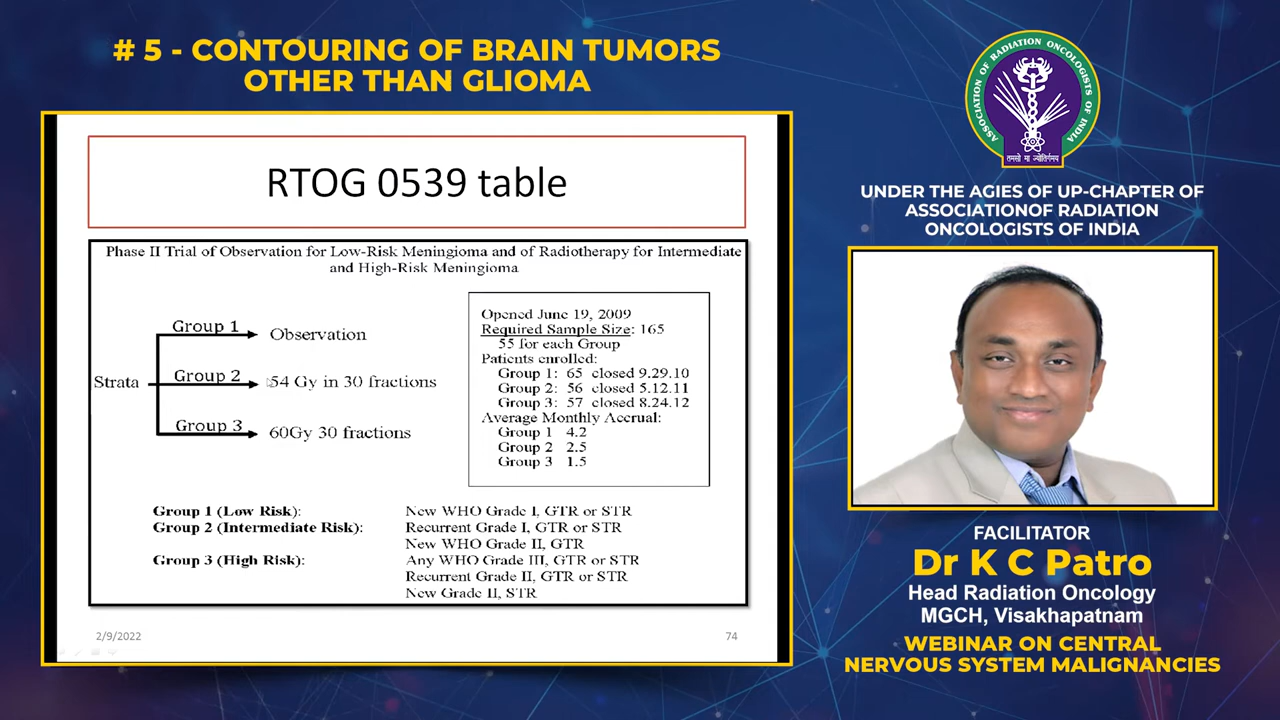 # 5 - CONTOURING OF BRAIN TUMORS
OTHER THAN GLIOMA
RTOG 0539 table
Phase II Trial of Observation for Low-Risk Meningioma and of Radiotherapy for Intermediate
and High-Risk Meningioma
Strata
Group 1
Observation
Group 2
54 Gy in 30 fractions
Group 3
60Gy 30 fractions
Opened June 19, 2009
Required Sample Size: 165
55 for each Group
Patients enrolled:
Group 1: 65 closed 9.29.10
Group 2: 56 closed 5.12.11
Group 3: 57 closed 8.24.12
Average Monthly Accrual:
Group 1 4.2
Group 2 2.5
Group 3 1.5
Group 1 (Low Risk): New WHO Grade I, GTR or STR
Group 2 (Intermediate Risk): Recurrent Grade I, GTR or STR
New WHO Grade II, GTR
Group 3 (High Risk): Any WHO Grade III, GTR or STR
Recurrent Grade II, GTR or STR
New Grade II, STR
2/9/2022
74
ASSOCIATION OF RADIATION ONCOLOGISTS OF INDIA
तमसो मा ज्योतिर्गमय
UNDER THE AGIES OF UP-CHAPTER OF
ASSOCIATIONOF RADIATION
ONCOLOGISTS OF INDIA
FACILITATOR
Dr K C Patro
Head Radiation Oncology
MGCH, Visakhapatnam
WEBINAR ON CENTRAL
NERVOUS SYSTEM MALIGNANCIES